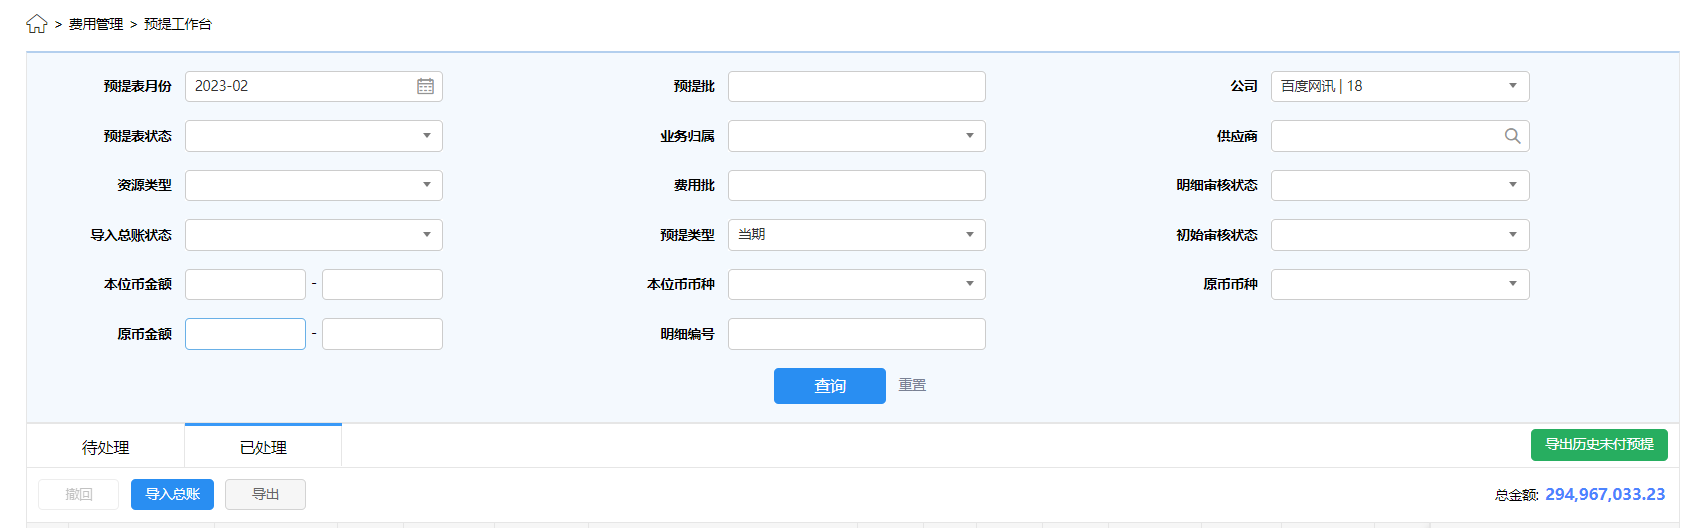 > 费用管理 > 预提工作台
预提表月份 2023-02 预提批 公司 百度网讯 | 18
预提表状态 业务归属 供应商
资源类型 费用批 明细审核状态
导入总账状态 预提类型 当期 初始审核状态
本位币金额 - 本位币币种 原币币种
原币金额 - 明细编号
查询 重置
待处理 已处理 导出历史未付预提
撤回 导入总账 导出 总金额: 294,967,033.23